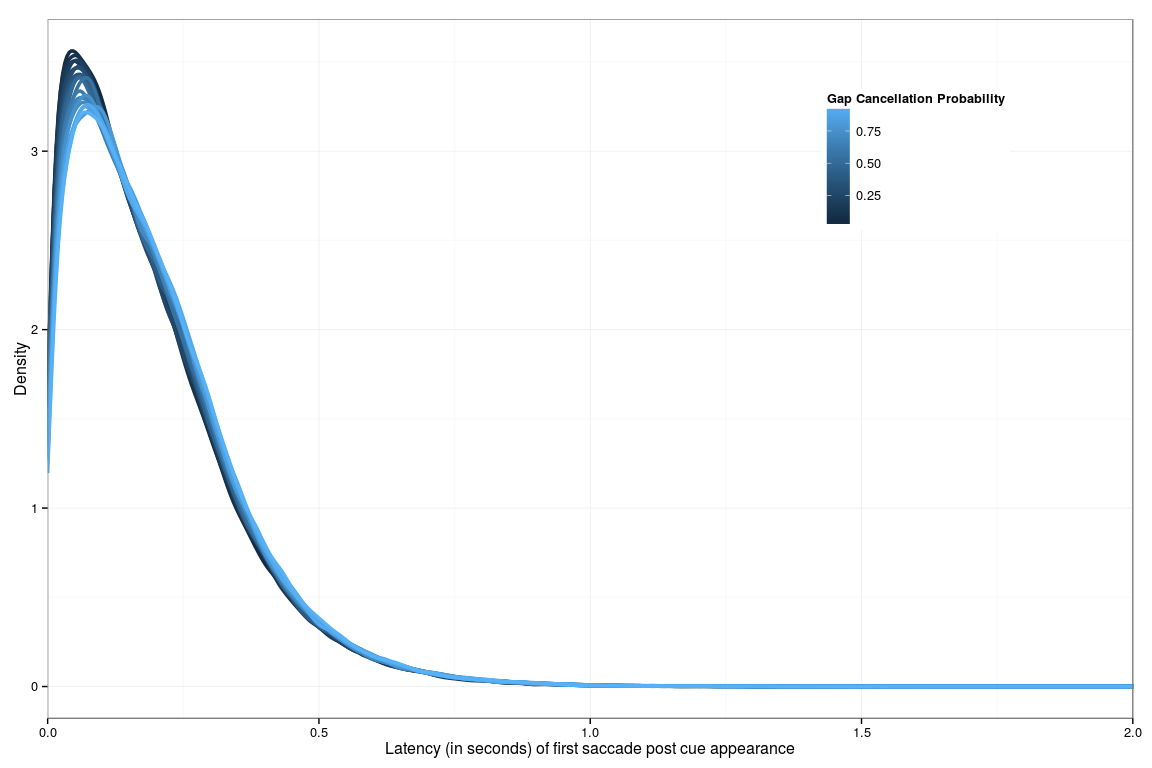 Gap Cancellation Probability
0.75
0.50
0.25
Density
3
2
1
0
0.0 0.5 1.0 1.5 2.0
Latency (in seconds) of first saccade post cue appearance